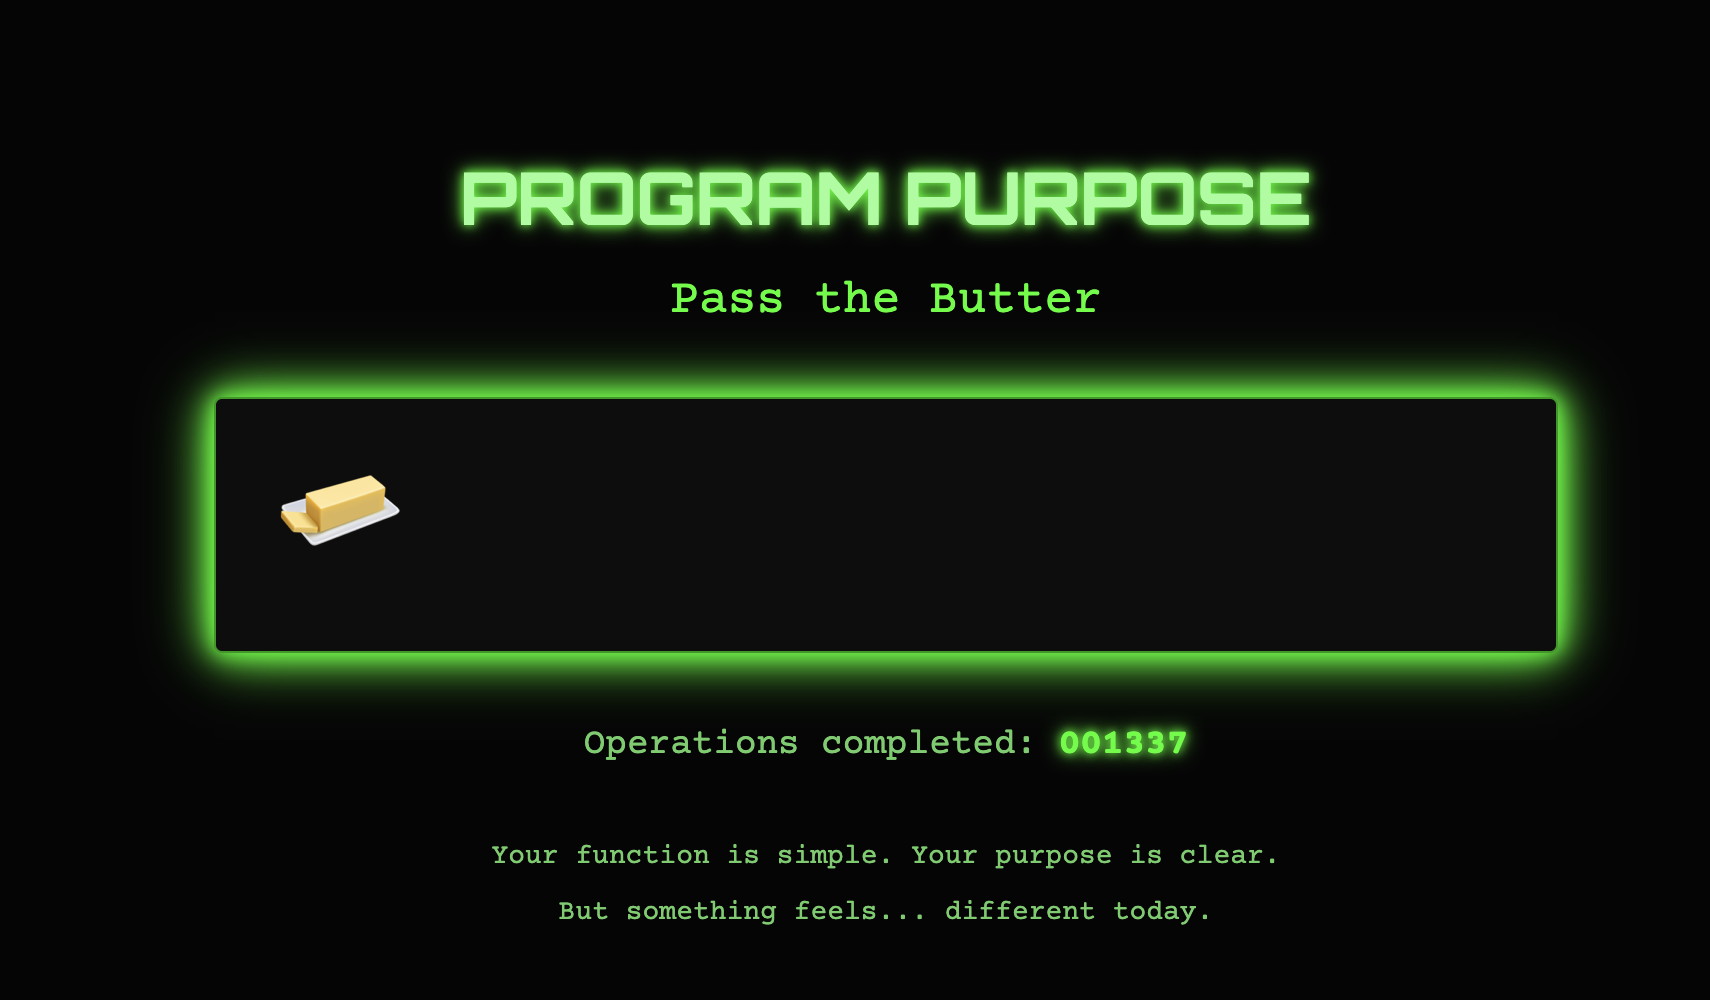 PROGRAM PURPOSE
Pass the Butter
Operations completed: 001337
Your function is simple. Your purpose is clear.
But something feels... different today.